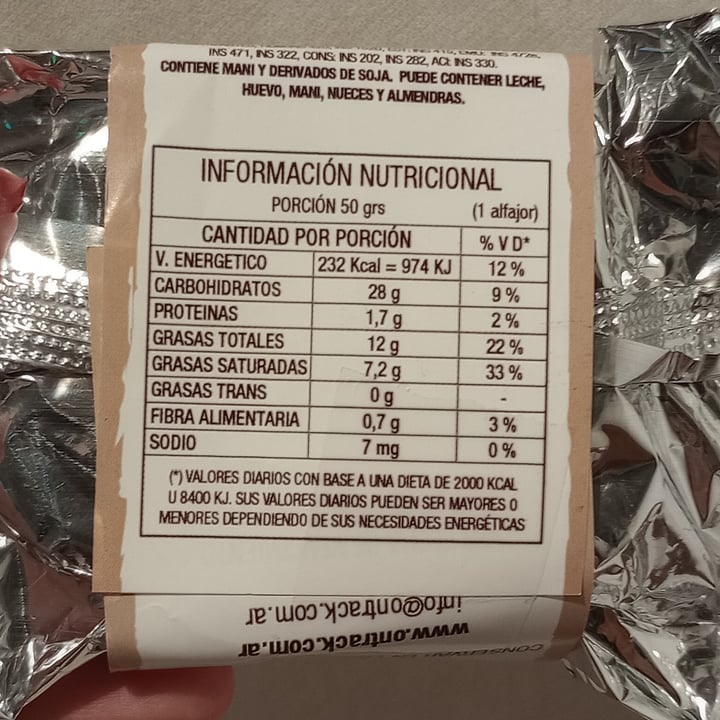 INS 471, INS 322, CONS: INS 202, INS 282, ACI: INS 330.
CONTIENE MANI Y DERIVADOS DE SOJA. PUEDE CONTENER LECHE,
HUEVO, MANI, NUECES Y ALMENDRAS.
INFORMACIÓN NUTRICIONAL
PORCIÓN 50 grs (1 alfajor)
CANTIDAD POR PORCIÓN % V D*
V. ENERGETICO 232 Kcal = 974 KJ 12 %
CARBOHIDRATOS 28 g 9 %
PROTEINAS 1,7 g 2 %
GRASAS TOTALES 12 g 22 %
GRASAS SATURADAS 7,2 g 33 %
GRASAS TRANS 0 g -
FIBRA ALIMENTARIA 0,7 g 3 %
SODIO 7 mg 0 %
(*) VALORES DIARIOS CON BASE A UNA DIETA DE 2000 KCAL
U 8400 KJ. SUS VALORES DIARIOS PUEDEN SER MAYORES O
MENORES DEPENDIENDO DE SUS NECESIDADES ENERGÉTICAS
info@ontrack.com.ar
www.ontrack.com.ar